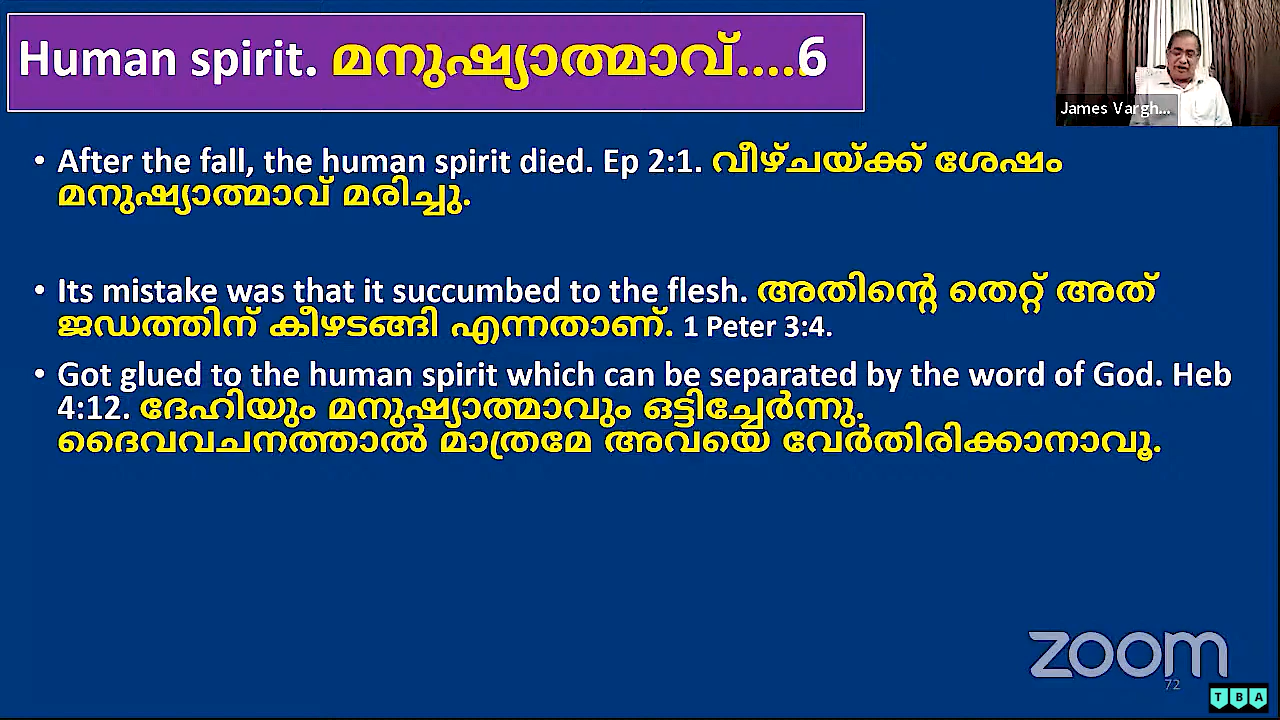 Human spirit. മനുഷ്യാത്മാവ്....6
James Vargh...
• After the fall, the human spirit died. Ep 2:1. വീഴ്ചയ്ക്ക് ശേഷം
മനുഷ്യാത്മാവ് മരിച്ചു.
• Its mistake was that it succumbed to the flesh. അതിന്റെ തെറ്റ് അത്
ജഡത്തിന് കീഴടങ്ങി എന്നതാണ്. 1 Peter 3:4.
• Got glued to the human spirit which can be separated by the word of God. Heb
4:12. ദേഹിയും മനുഷ്യാത്മാവും ഒട്ടിച്ചേർന്നു.
ദൈവവചനത്താൽ മാത്രമേ അവയെ വേർതിരിക്കാനാവൂ.
zoom
72
TBA